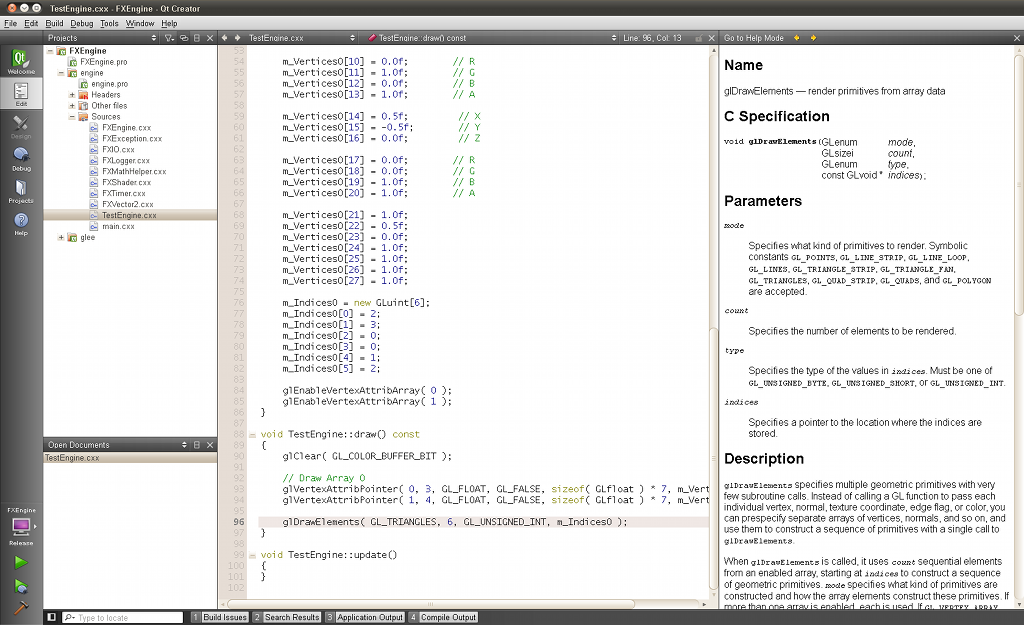 TestEngine.cxx - FXEngine - Qt Creator
File Edit Build Debug Tools Window Help
Projects
TestEngine.cxx
TestEngine::draw() const
Line: 96, Col: 13
Go to Help Mode
Welcome
Edit
Design
Debug
Projects
Help
FXEngine
Release
FXEngine
FXEngine.pro
engine
engine.pro
Headers
Other files
Sources
FXEngine.cxx
FXException.cxx
FXIO.cxx
FXLogger.cxx
FXMathHelper.cxx
FXShader.cxx
FXTimer.cxx
FXVector2.cxx
TestEngine.cxx
main.cxx
glee
Open Documents
TestEngine.cxx
53
54 m_Vertices0[10] = 0.0f; // R
55 m_Vertices0[11] = 1.0f; // G
56 m_Vertices0[12] = 0.0f; // B
57 m_Vertices0[13] = 1.0f; // A
58
59 m_Vertices0[14] = 0.5f; // X
60 m_Vertices0[15] = -0.5f; // Y
61 m_Vertices0[16] = 0.0f; // Z
62
63 m_Vertices0[17] = 0.0f; // R
64 m_Vertices0[18] = 0.0f; // G
65 m_Vertices0[19] = 1.0f; // B
66 m_Vertices0[20] = 1.0f; // A
67
68 m_Vertices0[21] = 1.0f;
69 m_Vertices0[22] = 0.5f;
70 m_Vertices0[23] = 0.0f;
71 m_Vertices0[24] = 1.0f;
72 m_Vertices0[25] = 1.0f;
73 m_Vertices0[26] = 1.0f;
74 m_Vertices0[27] = 1.0f;
75
76 m_Indices0 = new GLuint[6];
77 m_Indices0[0] = 2;
78 m_Indices0[1] = 3;
79 m_Indices0[2] = 0;
80 m_Indices0[3] = 0;
81 m_Indices0[4] = 1;
82 m_Indices0[5] = 2;
83
84 glEnableVertexAttribArray( 0 );
85 glEnableVertexAttribArray( 1 );
86 }
87
88 void TestEngine::draw() const
89 {
90 glClear( GL_COLOR_BUFFER_BIT );
91
92 // Draw Array 0
93 glVertexAttribPointer( 0, 3, GL_FLOAT, GL_FALSE, sizeof( GLfloat ) * 7, m_Vert
94 glVertexAttribPointer( 1, 4, GL_FLOAT, GL_FALSE, sizeof( GLfloat ) * 7, m_Vert
95
96 glDrawElements( GL_TRIANGLES, 6, GL_UNSIGNED_INT, m_Indices0 );
97 }
98
99 void TestEngine::update()
100 {
101 }
102
Name
glDrawElements — render primitives from array data
C Specification
void glDrawElements(GLenum mode,
GLsizei count,
GLenum type,
const GLvoid * indices);
Parameters
mode
Specifies what kind of primitives to render. Symbolic
constants GL_POINTS, GL_LINE_STRIP, GL_LINE_LOOP,
GL_LINES, GL_TRIANGLE_STRIP, GL_TRIANGLE_FAN,
GL_TRIANGLES, GL_QUAD_STRIP, GL_QUADS, and GL_POLYGON
are accepted.
count
Specifies the number of elements to be rendered.
type
Specifies the type of the values in indices. Must be one of
GL_UNSIGNED_BYTE, GL_UNSIGNED_SHORT, or GL_UNSIGNED_INT.
indices
Specifies a pointer to the location where the indices are
stored.
Description
glDrawElements specifies multiple geometric primitives with very
few subroutine calls. Instead of calling a GL function to pass each
individual vertex, normal, texture coordinate, edge flag, or color, you
can prespecify separate arrays of vertices, normals, and so on, and
use them to construct a sequence of primitives with a single call to
glDrawElements.
When glDrawElements is called, it uses count sequential elements
from an enabled array, starting at indices to construct a sequence
of geometric primitives. mode specifies what kind of primitives are
constructed and how the array elements construct these primitives. If
more than one array is enabled, each is used. If GL_VERTEX_ARRAY
Type to locate
1 Build Issues 2 Search Results 3 Application Output 4 Compile Output